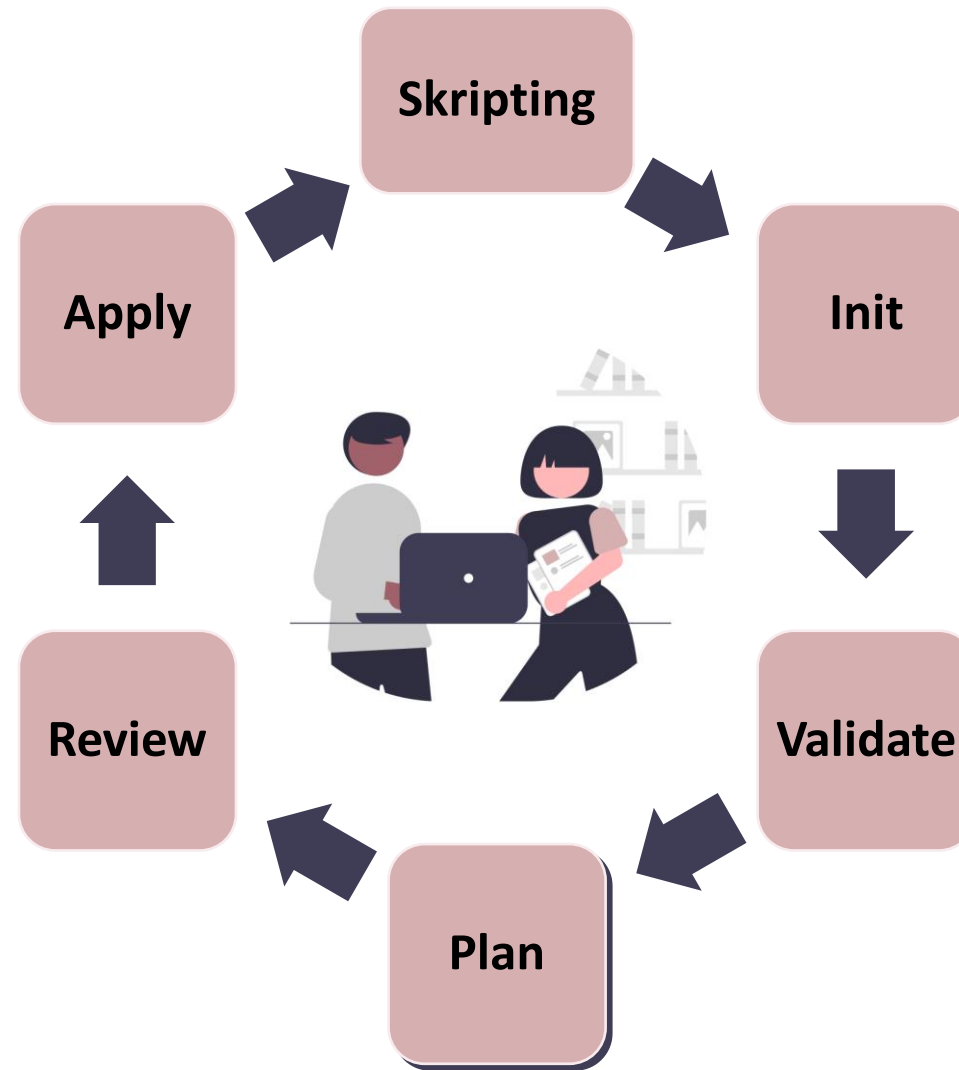 Skripting
Init
Validate
Plan
Review
Apply